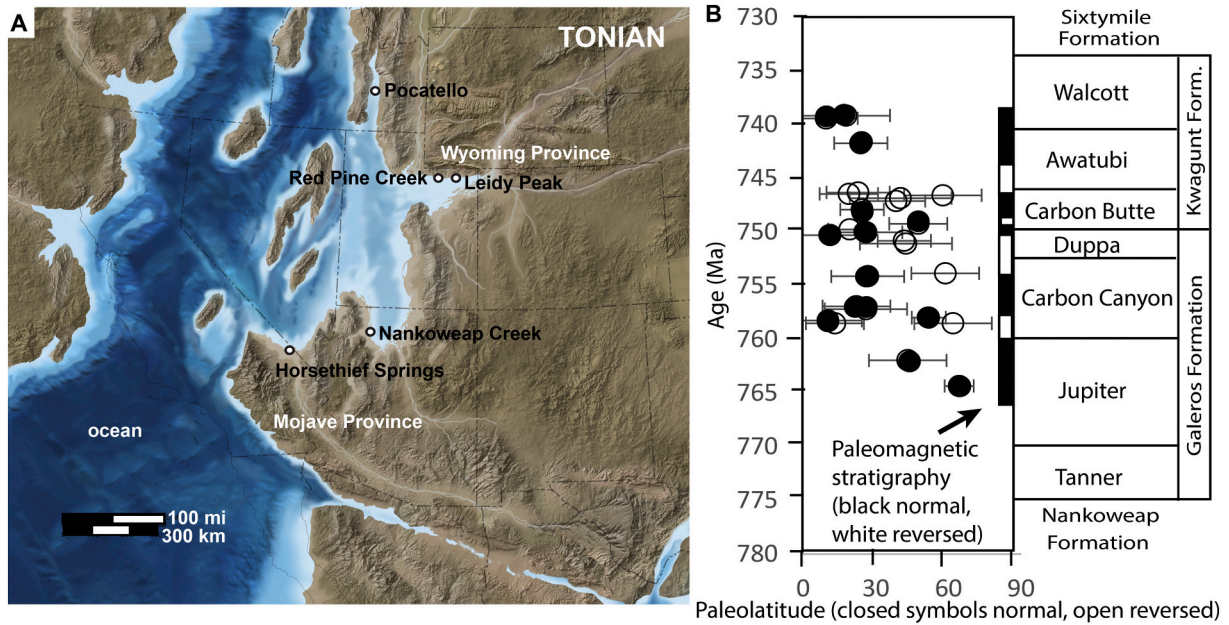 A
TONIAN
Pocatello
Wyoming Province
Red Pine Creek
Leidy Peak
Nankoweap Creek
Horsethief Springs
Mojave Province
ocean
100 mi
300 km
B
730
735
740
745
750
755
760
765
770
775
780
Age (Ma)
0
30
60
90
Paleolatitude (closed symbols normal, open reversed)
Paleomagnetic
stratigraphy
(black normal,
white reversed)
Sixtymile
Formation
Walcott
Awatubi
Carbon Butte
Duppa
Carbon Canyon
Jupiter
Tanner
Nankoweap
Formation
Kwagunt Form.
Galeros Formation